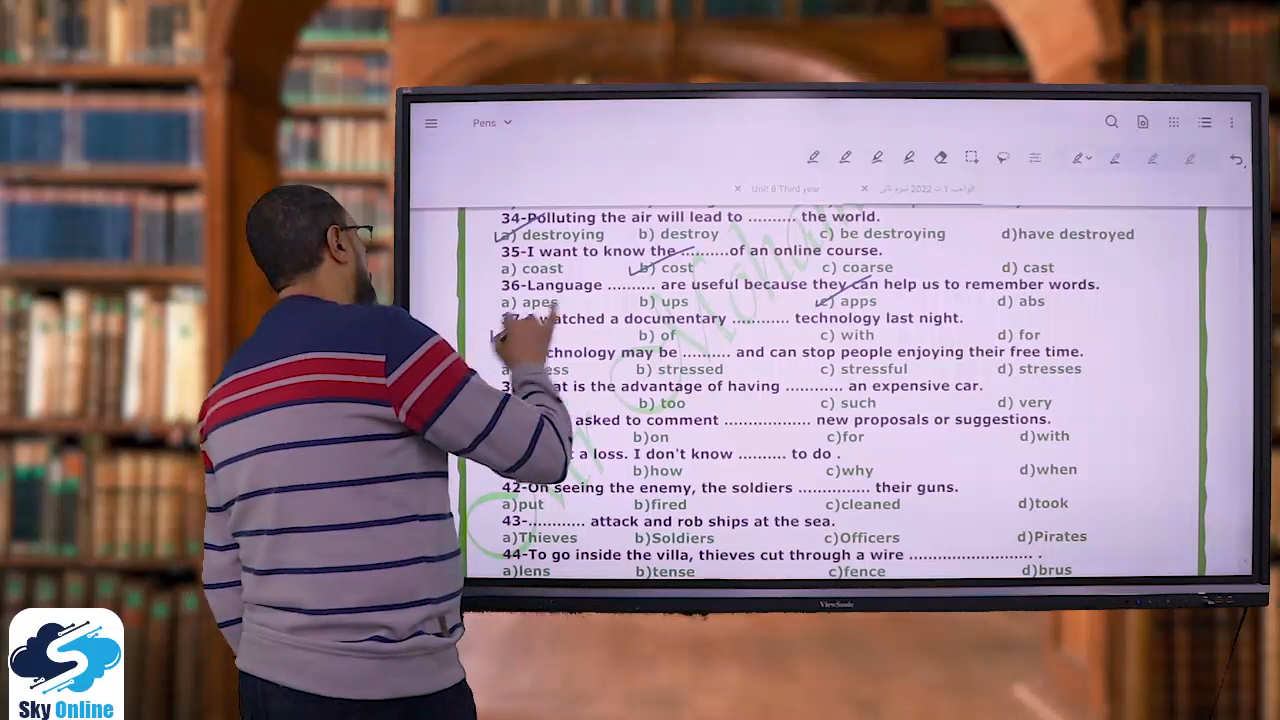 Pens
Unit 8 Third year
الواجب 1 ت 2022 ثيوم ثانى
34-Polluting the air will lead to .......... the world.
a) destroying b) destroy c) be destroying d)have destroyed
35-I want to know the ..........of an online course.
a) coast b) cost c) coarse d) cast
36-Language .......... are useful because they can help us to remember words.
a) apes b) ups c) apps d) abs
watched a documentary ............ technology last night.
b) of c) with d) for
chnology may be .......... and can stop people enjoying their free time.
ess b) stressed c) stressful d) stresses
at is the advantage of having ............ an expensive car.
b) too c) such d) very
asked to comment .................. new proposals or suggestions.
b)on c)for d)with
t a loss. I don't know .......... to do .
b)how c)why d)when
42-On seeing the enemy, the soldiers ............... their guns.
a)put b)fired c)cleaned d)took
43-............ attack and rob ships at the sea.
a)Thieves b)Soldiers c)Officers d)Pirates
44-To go inside the villa, thieves cut through a wire ......................... .
a)lens b)tense c)fence d)brus
ViewSonic
Sky Online